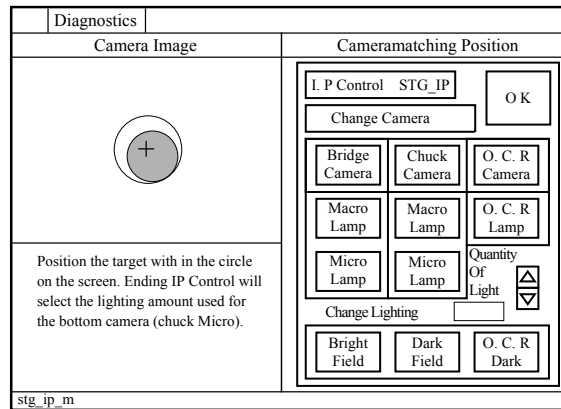 Diagnostics
Camera Image
Cameramatching Position
Position the target with in the circle
on the screen. Ending IP Control will
select the lighting amount used for
the bottom camera (chuck Micro).
I. P Control STG_IP
O K
Change Camera
Bridge
Camera
Chuck
Camera
O. C. R
Camera
Macro
Lamp
Macro
Lamp
O. C. R
Lamp
Micro
Lamp
Micro
Lamp
Quantity
Of
Light
Change Lighting
Bright
Field
Dark
Field
O. C. R
Dark
stg_ip_m